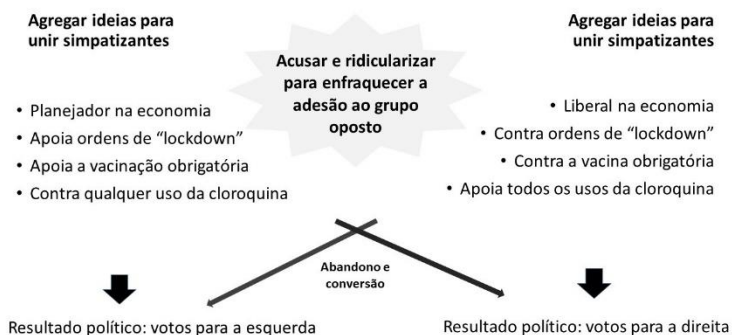 Agregar ideias para
unir simpatizantes
Acusar e ridicularizar
para enfraquecer a
adesão ao grupo
oposto
Agregar ideias para
unir simpatizantes
• Planejador na economia
• Apoia ordens de “lockdown”
• Apoia a vacinação obrigatória
• Contra qualquer uso da cloroquina
• Liberal na economia
• Contra ordens de “lockdown”
• Contra a vacina obrigatória
• Apoia todos os usos da cloroquina
Abandono e
conversão
Resultado político: votos para a esquerda
Resultado político: votos para a direita